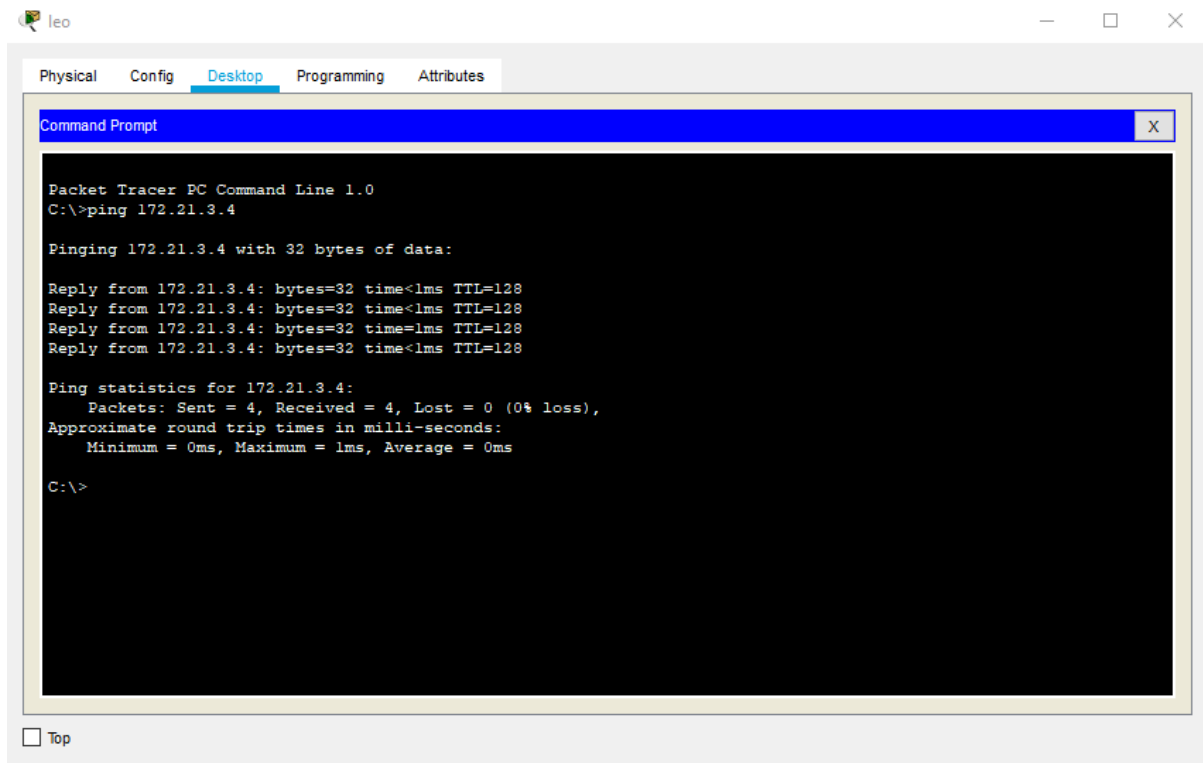 leo
Physical Config Desktop Programming Attributes
Command Prompt X
Packet Tracer PC Command Line 1.0
C:\>ping 172.21.3.4
Pinging 172.21.3.4 with 32 bytes of data:
Reply from 172.21.3.4: bytes=32 time<1ms TTL=128
Reply from 172.21.3.4: bytes=32 time<1ms TTL=128
Reply from 172.21.3.4: bytes=32 time=1ms TTL=128
Reply from 172.21.3.4: bytes=32 time<1ms TTL=128
Ping statistics for 172.21.3.4:
Packets: Sent = 4, Received = 4, Lost = 0 (0% loss),
Approximate round trip times in milli-seconds:
Minimum = 0ms, Maximum = 1ms, Average = 0ms
C:\>
Top